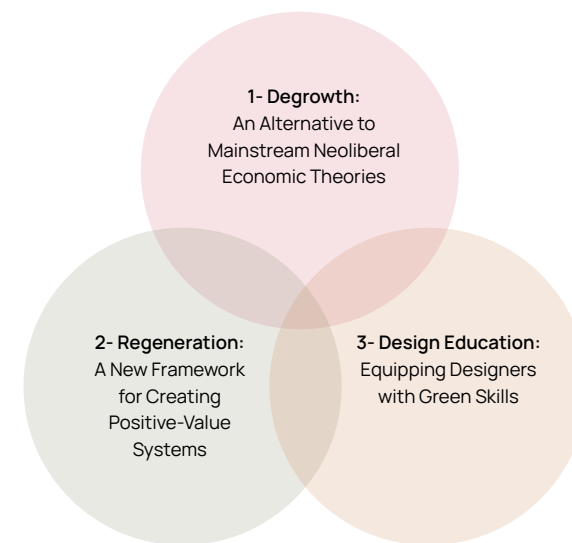 1- Degrowth:
An Alternative to
Mainstream Neoliberal
Economic Theories
2- Regeneration:
A New Framework
for Creating
Positive-Value
Systems
3- Design Education:
Equipping Designers
with Green Skills